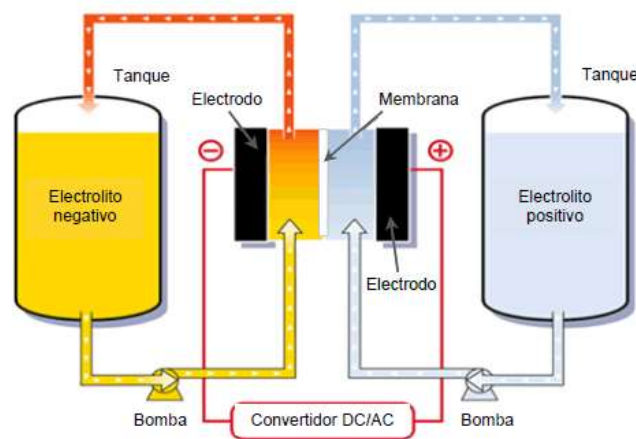 Tanque
Tanque
Electrodo
Membrana
−
+
Electrolito
negativo
Electrolito
positivo
Electrodo
Bomba
Convertidor DC/AC
Bomba